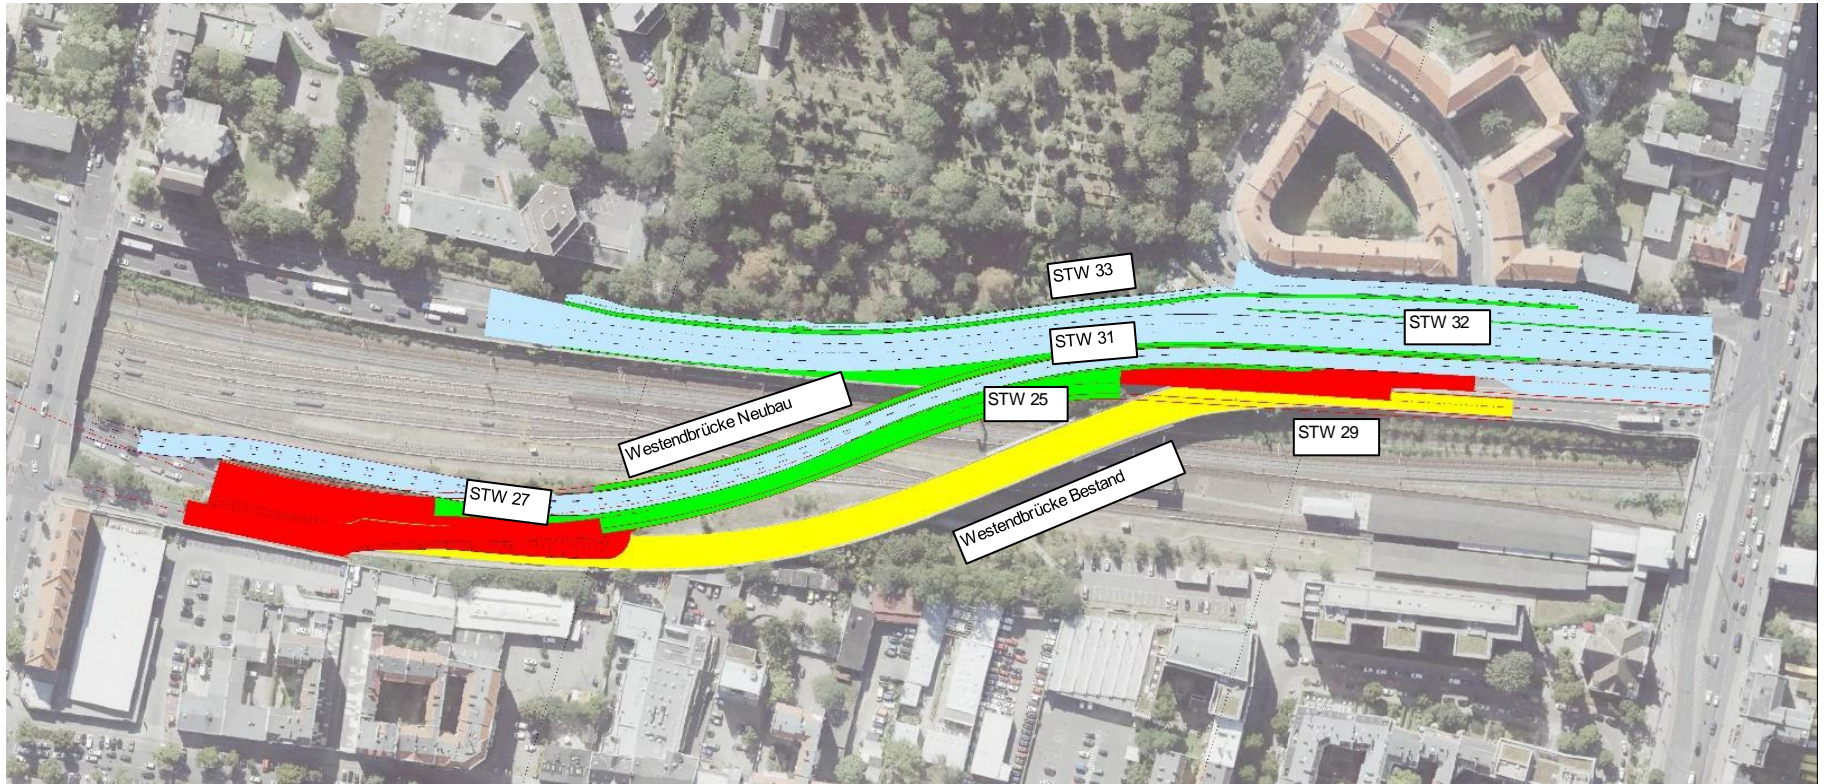 STW 33
STW 32
STW 31
STW 25
Westendbrücke Neubau
STW 29
STW 27
Westendbrücke Bestand